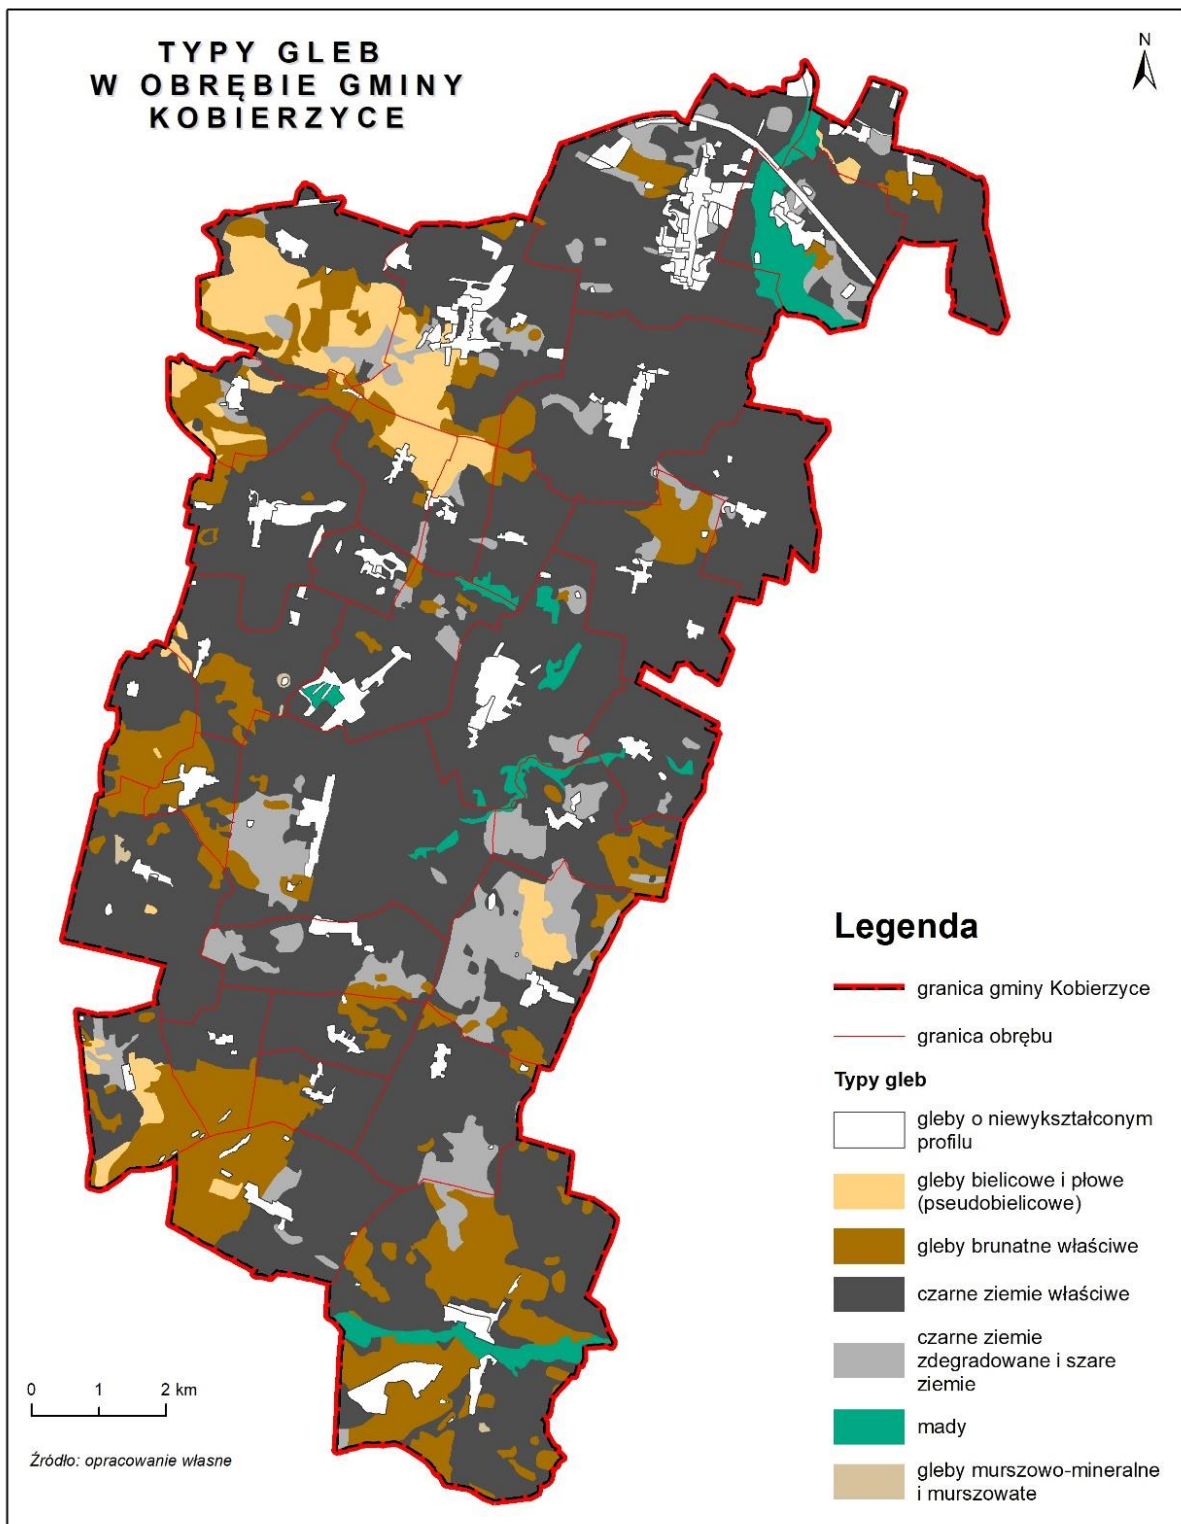 TYPY GLEB
W OBRĘBIE GMINY
KOBIERZYCE
N
Legenda
granica gminy Kobierzyce
granica obrębu
Typy gleb
gleby o niewykształconym
profilu
gleby bielicowe i płowe
(pseudobielicowe)
gleby brunatne właściwe
czarne ziemie właściwe
czarne ziemie
zdegradowane i szare
ziemie
mady
gleby murszowo-mineralne
i murszowate
0 1 2 km
Źródło: opracowanie własne